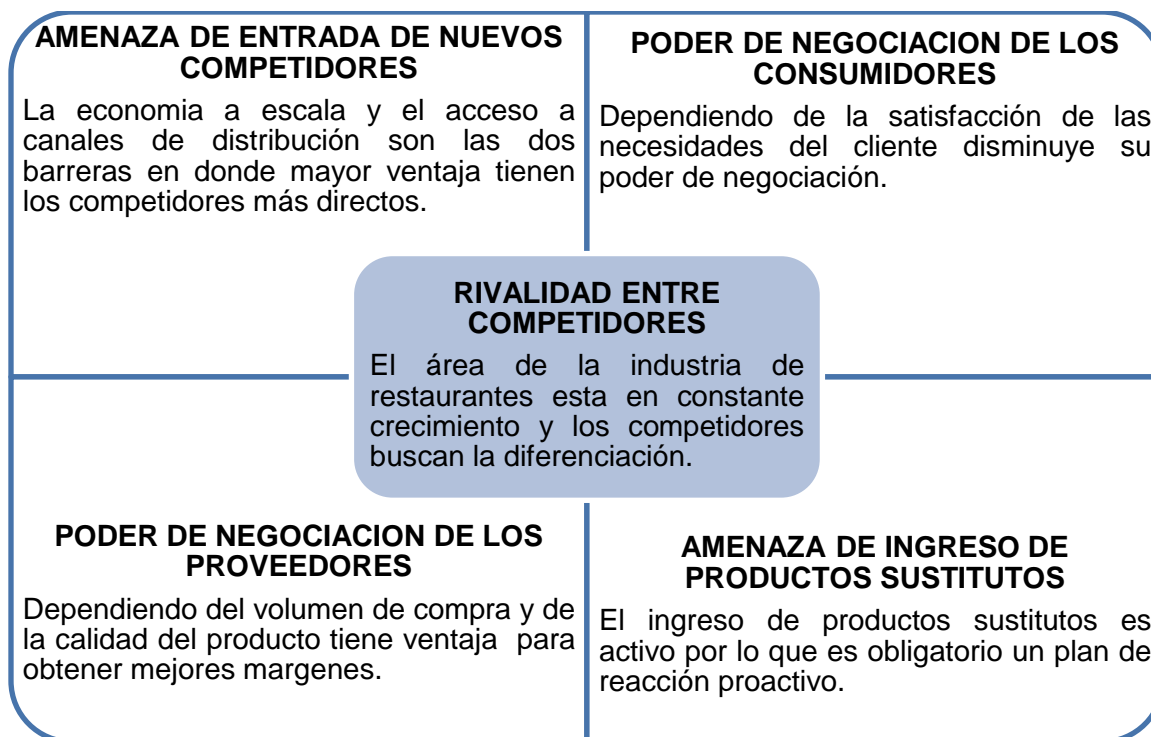 AMENAZA DE ENTRADA DE NUEVOS
COMPETIDORES
La economia a escala y el acceso a
canales de distribución son las dos
barreras en donde mayor ventaja tienen
los competidores más directos.
PODER DE NEGOCIACION DE LOS
CONSUMIDORES
Dependiendo de la satisfacción de las
necesidades del cliente disminuye su
poder de negociación.
RIVALIDAD ENTRE
COMPETIDORES
El área de la industria de
restaurantes esta en constante
crecimiento y los competidores
buscan la diferenciación.
PODER DE NEGOCIACION DE LOS
PROVEEDORES
Dependiendo del volumen de compra y de
la calidad del producto tiene ventaja para
obtener mejores margenes.
AMENAZA DE INGRESO DE
PRODUCTOS SUSTITUTOS
El ingreso de productos sustitutos es
activo por lo que es obligatorio un plan de
reacción proactivo.